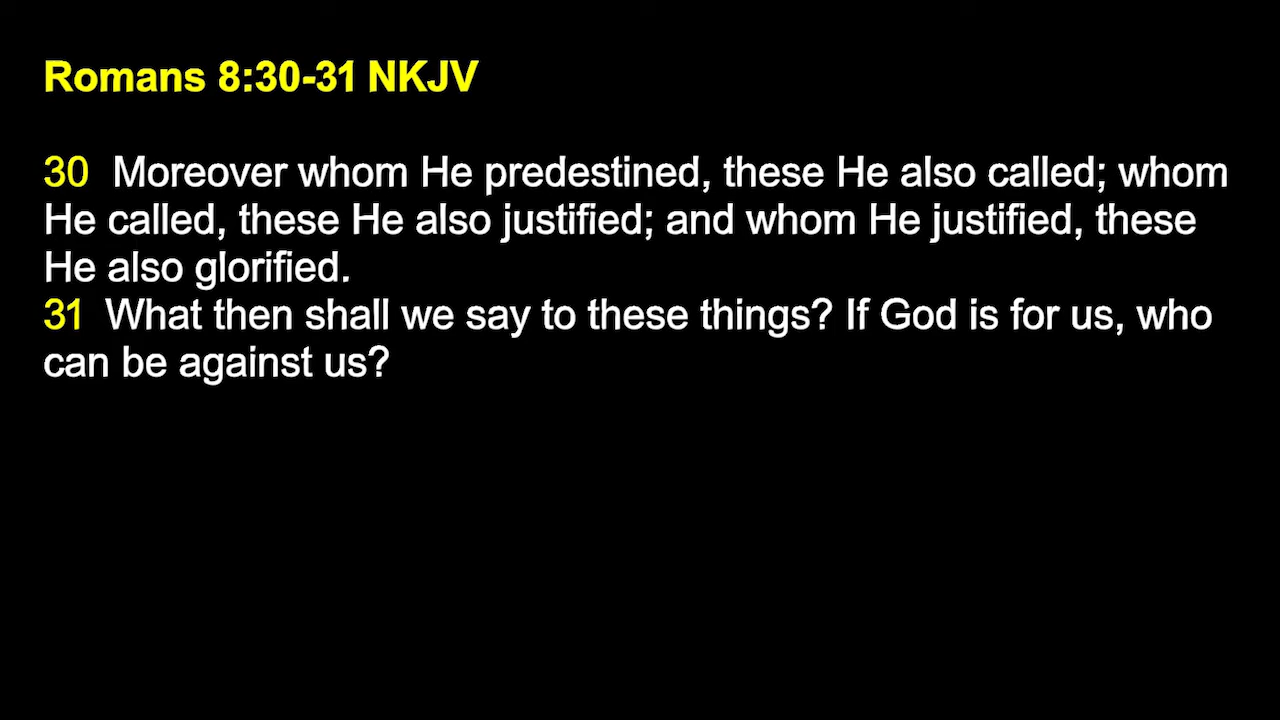 Romans 8:30-31 NKJV
30 Moreover whom He predestined, these He also called; whom
He called, these He also justified; and whom He justified, these
He also glorified.
31 What then shall we say to these things? If God is for us, who
can be against us?